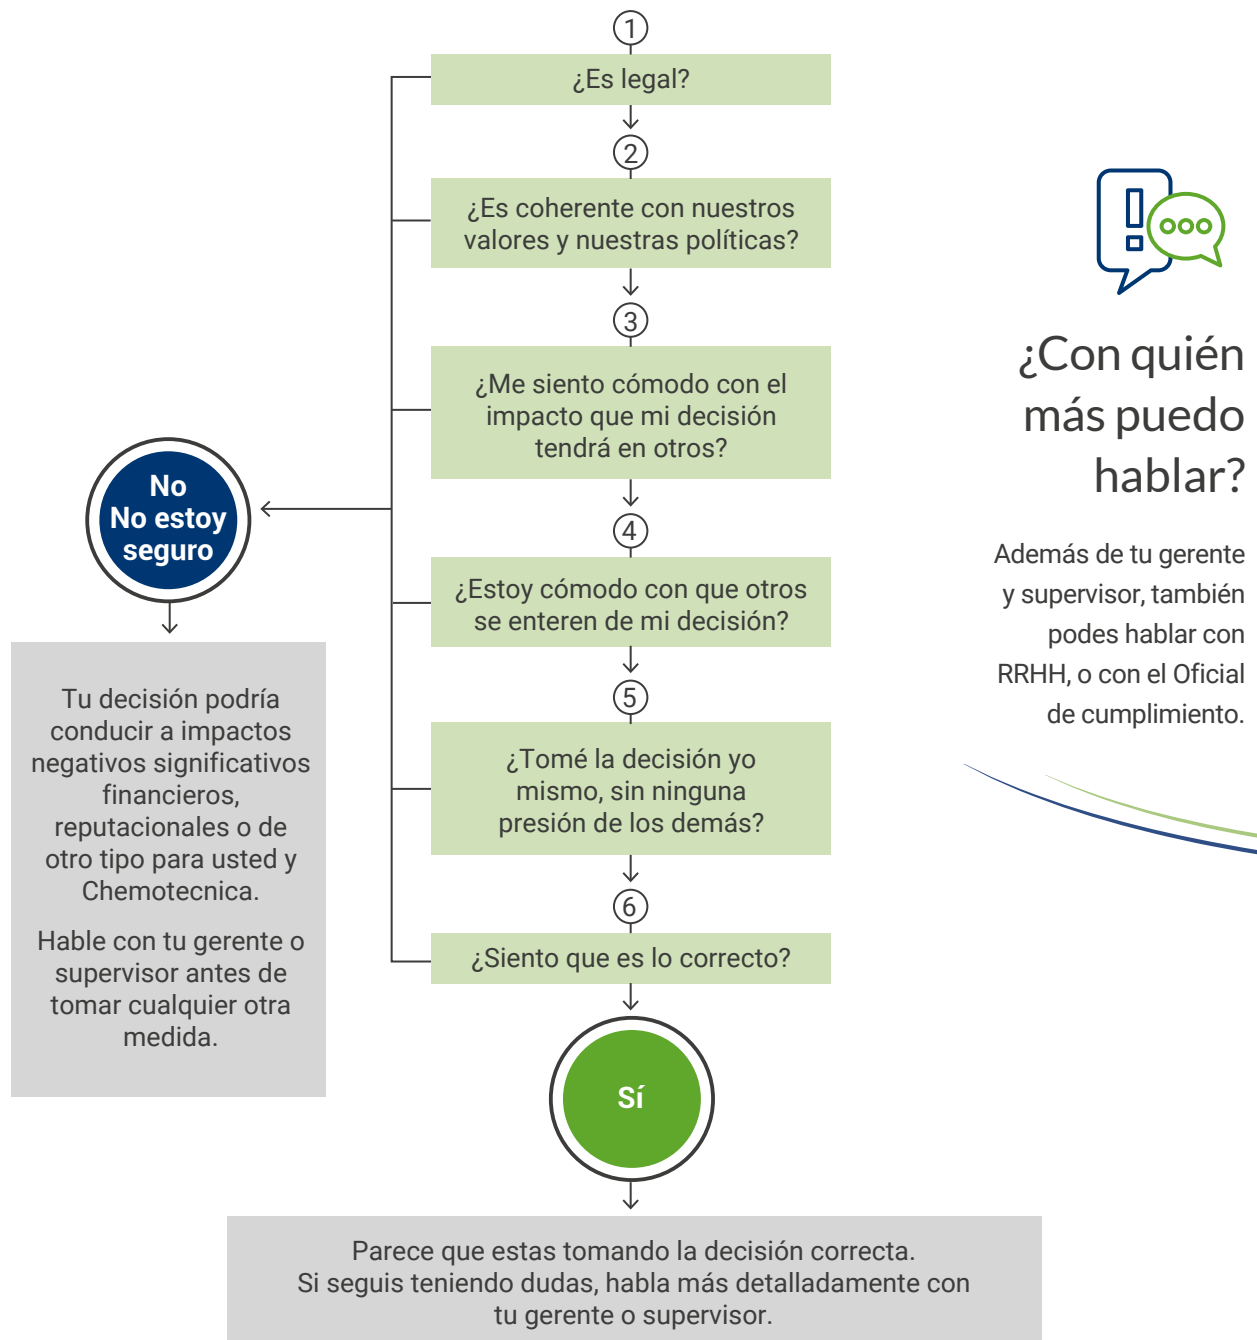 1
¿Es legal?
2
¿Es coherente con nuestros
valores y nuestras políticas?
3
¿Me siento cómodo con el
impacto que mi decisión
tendrá en otros?
4
¿Estoy cómodo con que otros
se enteren de mi decisión?
5
¿Tomé la decisión yo
mismo, sin ninguna
presión de los demás?
6
¿Siento que es lo correcto?
No
No estoy
seguro
Tu decisión podría
conducir a impactos
negativos significativos
financieros,
reputacionales o de
otro tipo para usted y
Chemotecnica.
Hable con tu gerente o
supervisor antes de
tomar cualquier otra
medida.
Sí
Parece que estas tomando la decisión correcta.
Si seguis teniendo dudas, habla más detalladamente con
tu gerente o supervisor.
¿Con quién
más puedo
hablar?
Además de tu gerente
y supervisor, también
podes hablar con
RRHH, o con el Oficial
de cumplimiento.